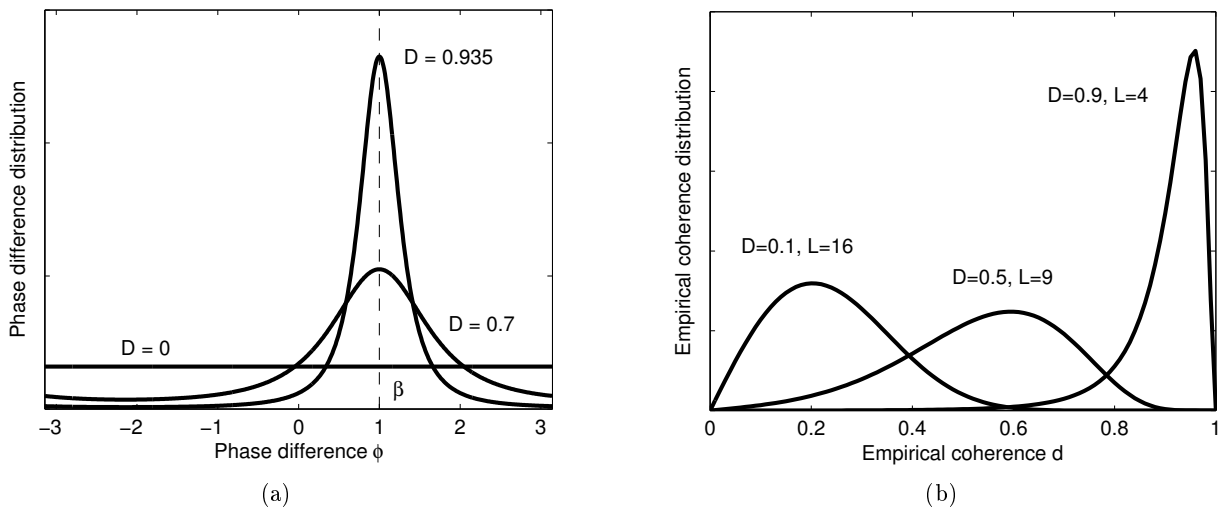 Phase difference distribution
D = 0.935
D = 0.7
D = 0
β
−3 −2 −1 0 1 2 3
Phase difference ϕ
(a)
Empirical coherence distribution
D=0.9, L=4
D=0.1, L=16
D=0.5, L=9
0 0.2 0.4 0.6 0.8 1
Empirical coherence d
(b)